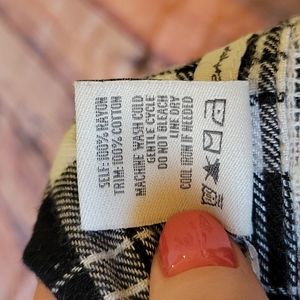 SELF: 100% RAYON
TRIM: 100% COTTON
MACHINE WASH COLD
GENTLE CYCLE
DO NOT BLEACH
LINE DRY
COOL IRON IF NEEDED